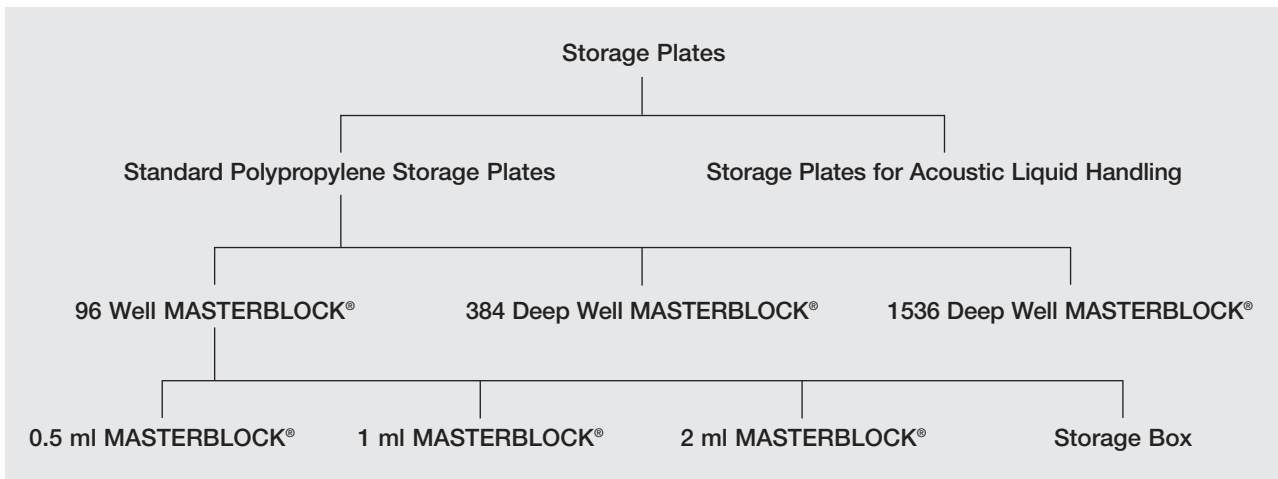 Storage Plates
Standard Polypropylene Storage Plates
Storage Plates for Acoustic Liquid Handling
96 Well MASTERBLOCK®
384 Deep Well MASTERBLOCK®
1536 Deep Well MASTERBLOCK®
0.5 ml MASTERBLOCK®
1 ml MASTERBLOCK®
2 ml MASTERBLOCK®
Storage Box